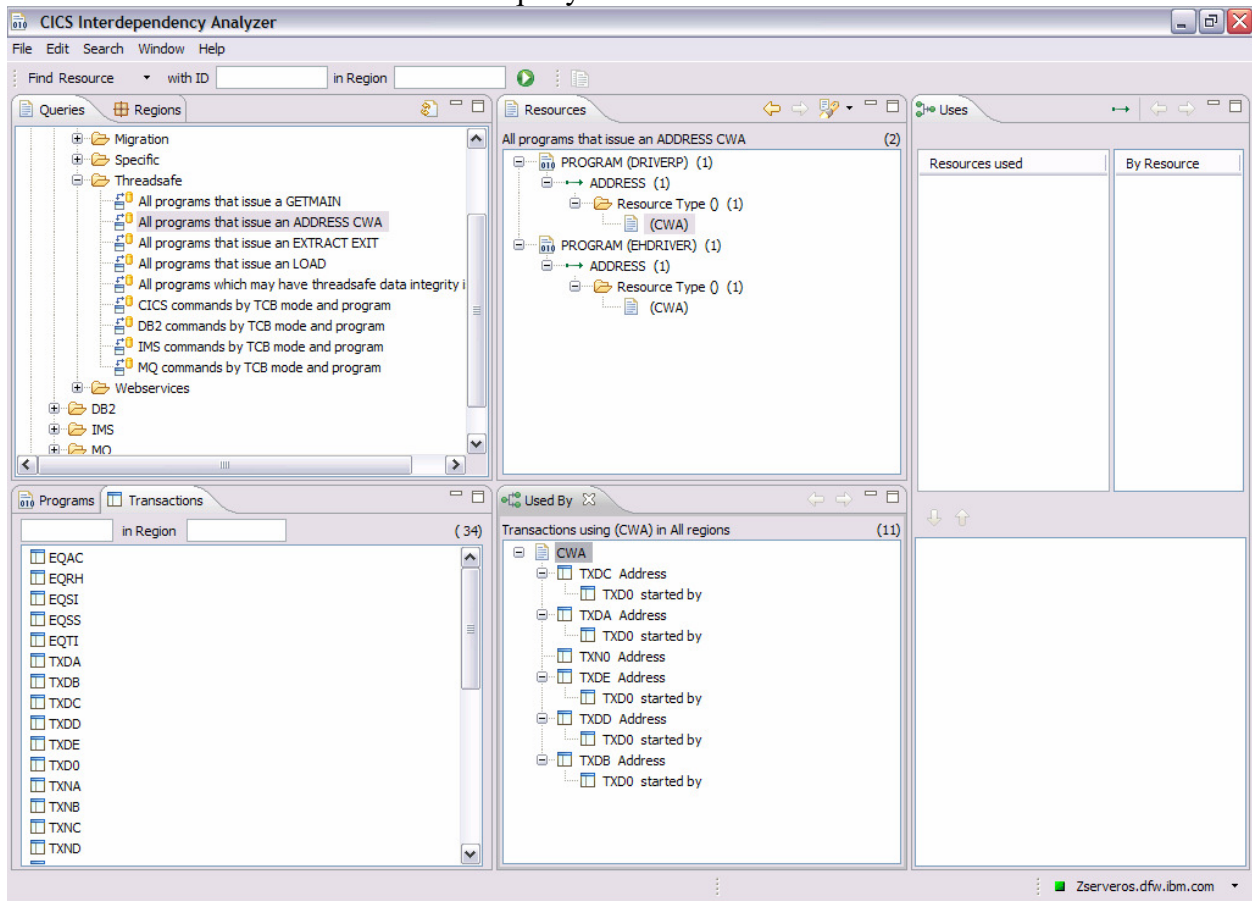 CICS Interdependency Analyzer
File Edit Search Window Help
Find Resource with ID in Region
Queries Regions
Migration
Specific
Threadsafe
All programs that issue a GETMAIN
All programs that issue an ADDRESS CWA
All programs that issue an EXTRACT EXIT
All programs that issue an LOAD
All programs which may have threadsafe data integrity i
CICS commands by TCB mode and program
DB2 commands by TCB mode and program
IMS commands by TCB mode and program
MQ commands by TCB mode and program
Webservices
DB2
IMS
MQ
Resources
All programs that issue an ADDRESS CWA (2)
PROGRAM (DRIVERP) (1)
ADDRESS (1)
Resource Type () (1)
(CWA)
PROGRAM (EHDRIVER) (1)
ADDRESS (1)
Resource Type () (1)
(CWA)
Uses
Resources used By Resource
Programs Transactions
in Region (34)
EQAC
EQRH
EQSI
EQSS
EQTI
TXDA
TXDB
TXDC
TXDD
TXDE
TXD0
TXNA
TXNB
TXNC
TXND
Used By
Transactions using (CWA) in All regions (11)
CWA
TXDC Address
TXD0 started by
TXDA Address
TXD0 started by
TXN0 Address
TXDE Address
TXD0 started by
TXDD Address
TXD0 started by
TXDB Address
TXD0 started by
Zserveros.dfw.ibm.com